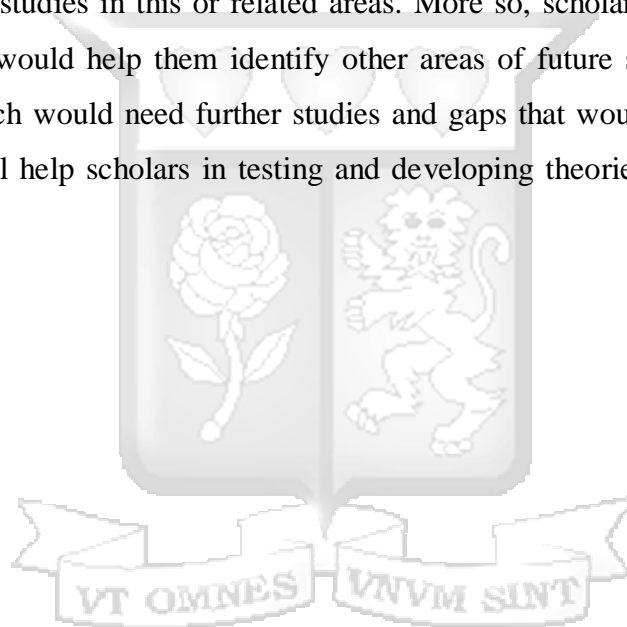 studies in this or related areas. More so, scholar
would help them identify other areas of future s
ch would need further studies and gaps that wou
l help scholars in testing and developing theorie
VT OMNES VNVM SINT